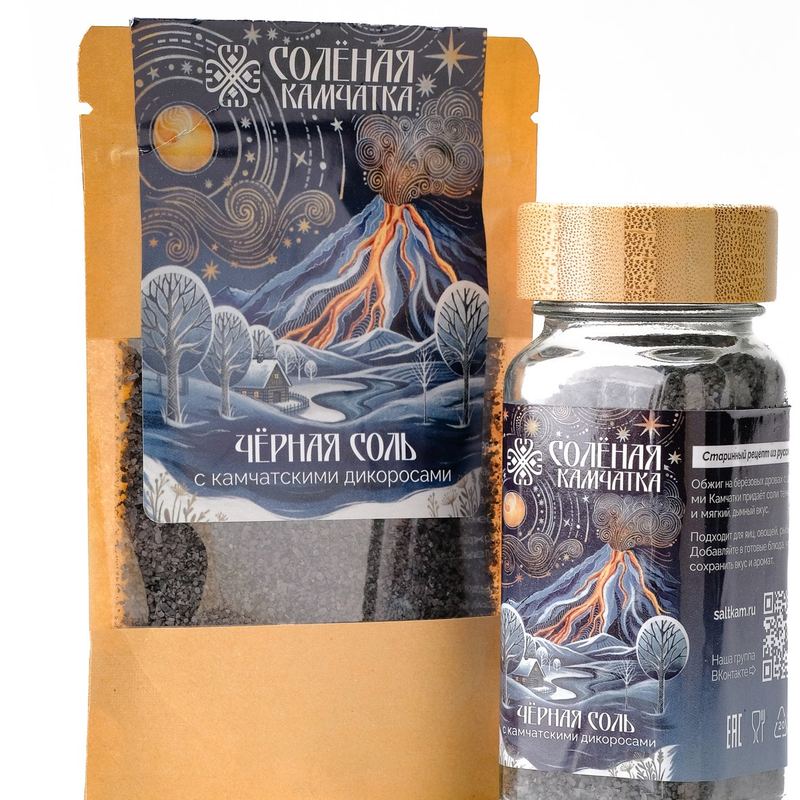 СОЛЁНАЯ
КАМЧАТКА
ЧЁРНАЯ СОЛЬ
с камчатскими дикоросами
СОЛЁНАЯ
КАМЧАТКА
ЧЁРНАЯ СОЛЬ
с камчатскими дикоросами
Старинный рецепт из
Обжиг на берёзовых дровах с
ми Камчатки придаёт соли
и мягкий, дымный вкус.
Подходит для яиц, овощей,
Добавляйте в готовые блюда,
сохранить вкус и аромат.
saltkam.ru
Наша группа
ВКонтакте
EAC